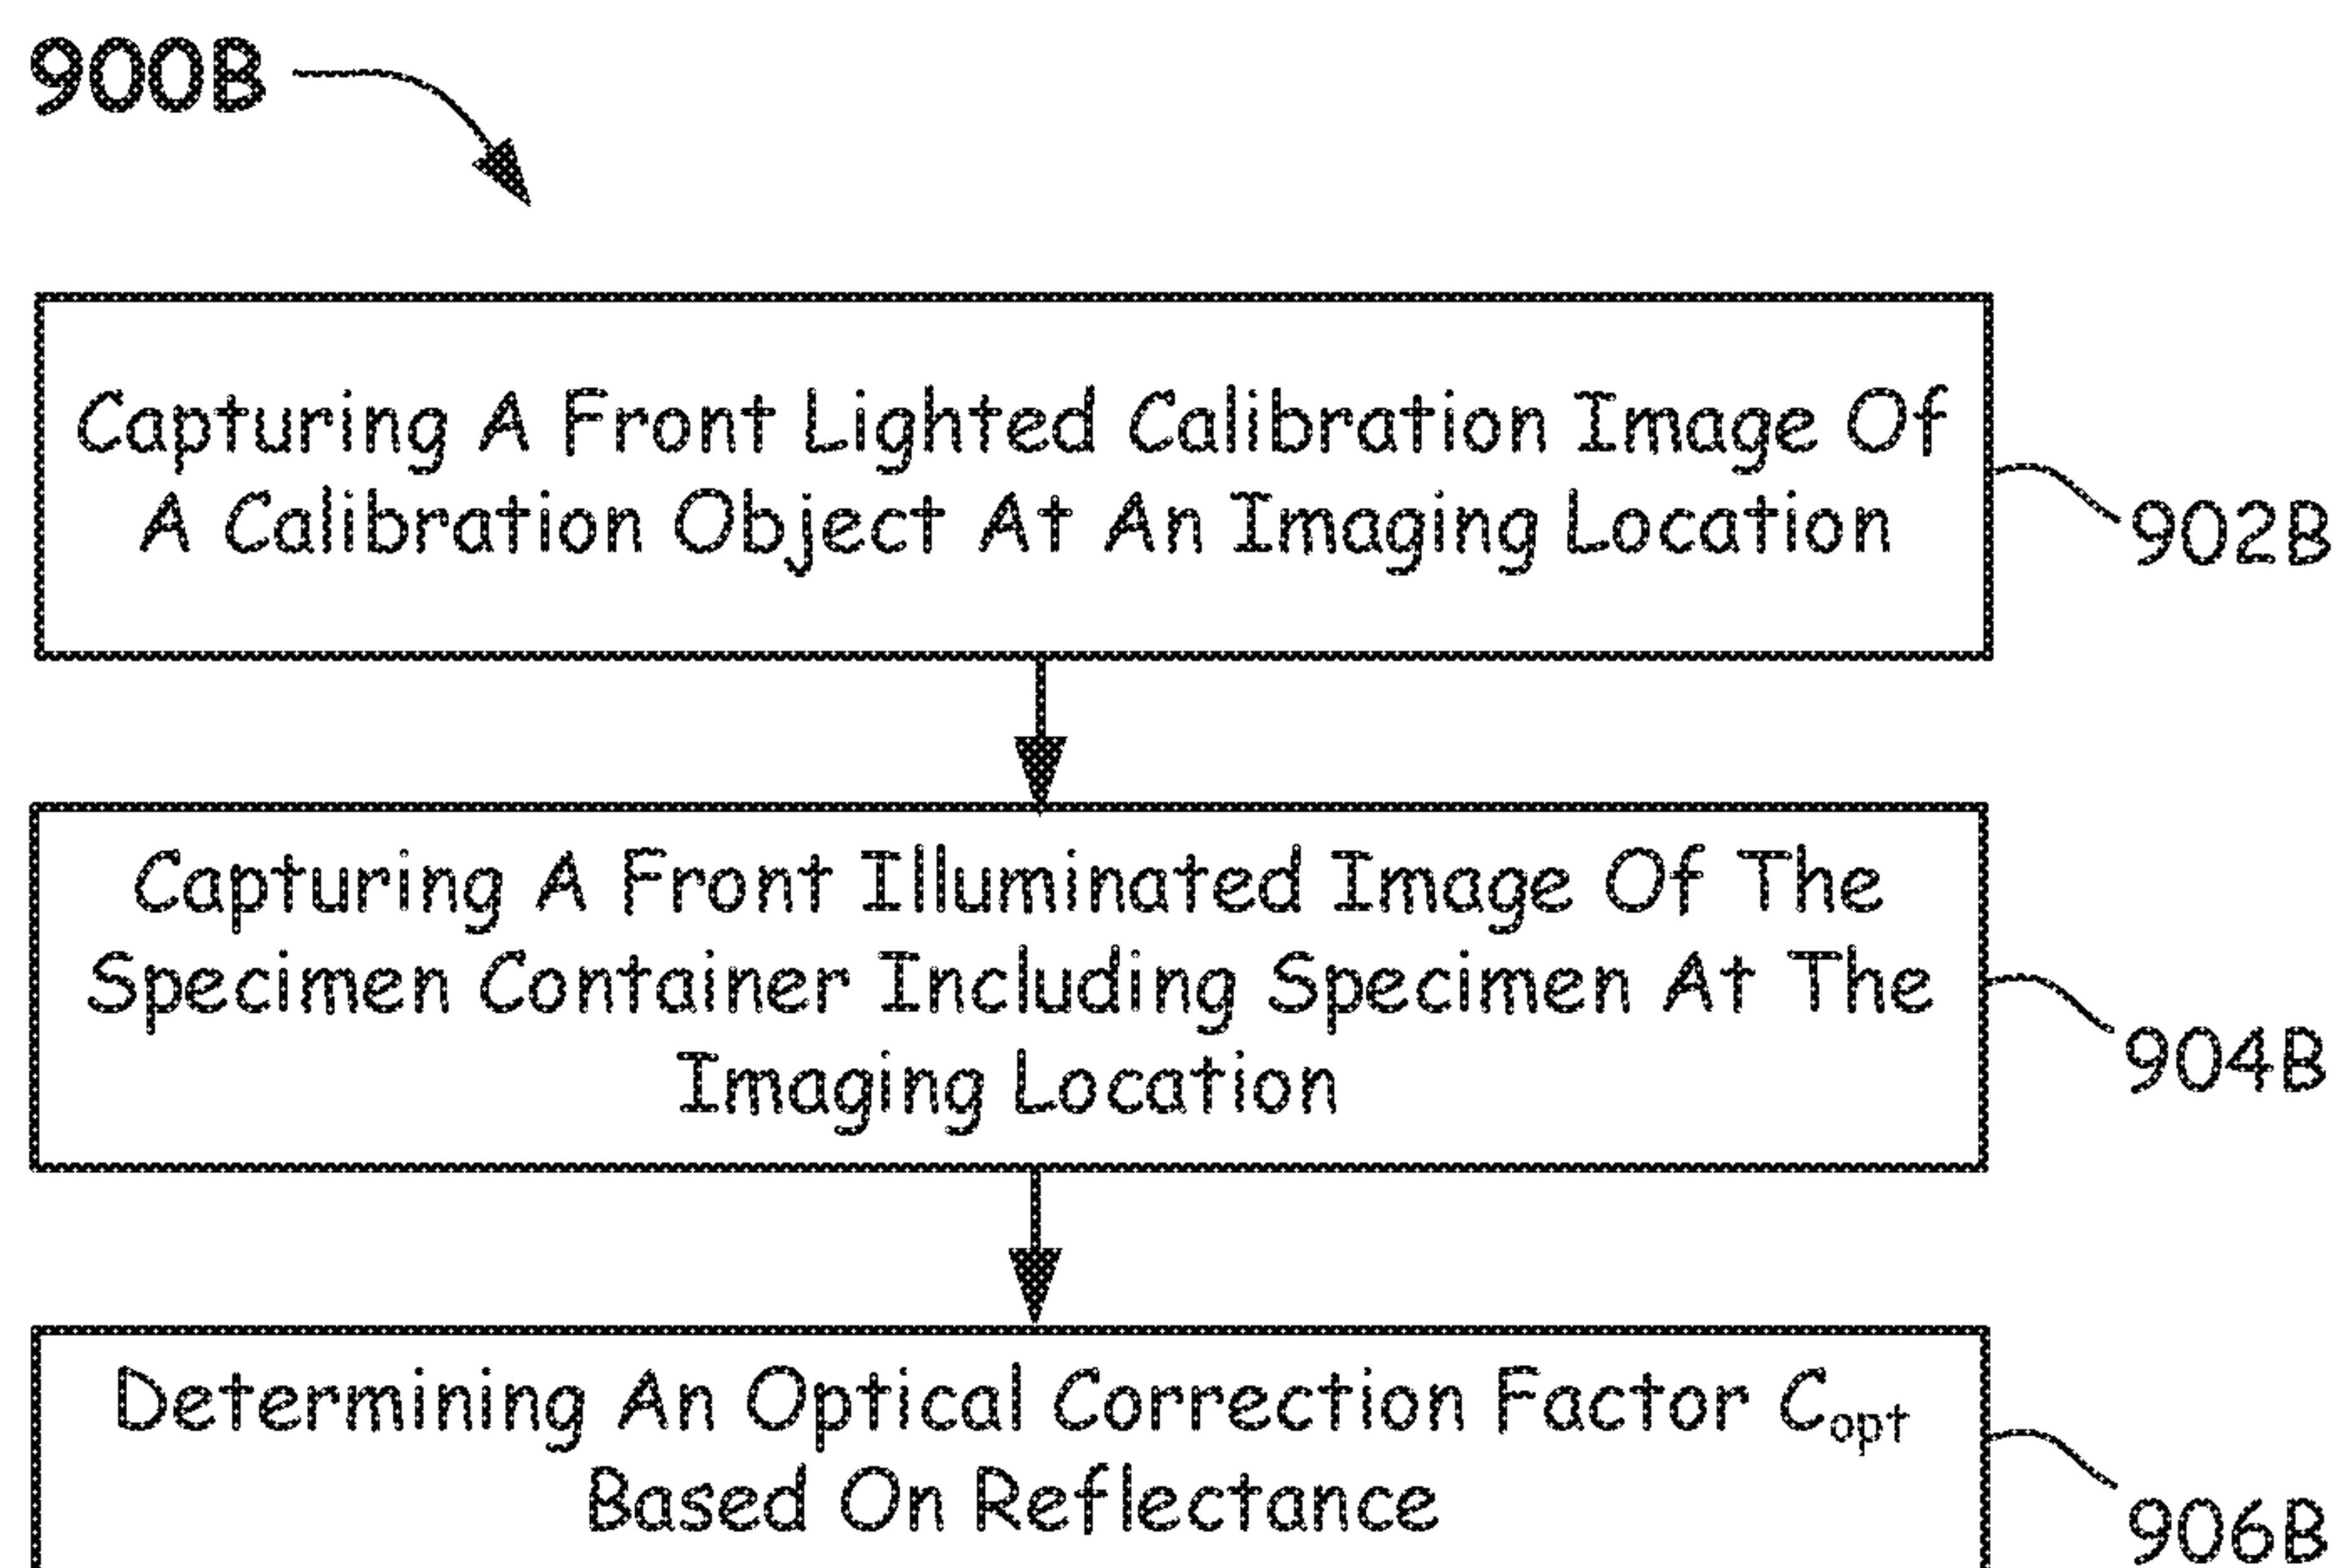 900B
Capturing A Front Lighted Calibration Image Of
A Calibration Object At An Imaging Location
902B
Capturing A Front Illuminated Image Of The
Specimen Container Including Specimen At The
Imaging Location
904B
Determining An Optical Correction Factor Copt
Based On Reflectance
906B